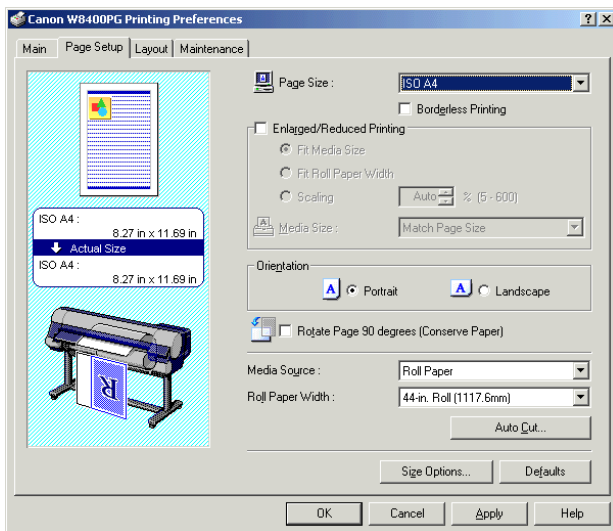 Canon W8400PG Printing Preferences
Main Page Setup Layout Maintenance
Page Size : ISO A4
Borderless Printing
Enlarged/Reduced Printing
Fit Media Size
Fit Roll Paper Width
Scaling Auto % (5 - 600)
Media Size : Match Page Size
ISO A4 :
8.27 in x 11.69 in
Actual Size
ISO A4 :
8.27 in x 11.69 in
Orientation
A Portrait A Landscape
Rotate Page 90 degrees (Conserve Paper)
R
Media Source : Roll Paper
Roll Paper Width : 44-in. Roll (1117.6mm)
Auto Cut...
Size Options... Defaults
OK Cancel Apply Help